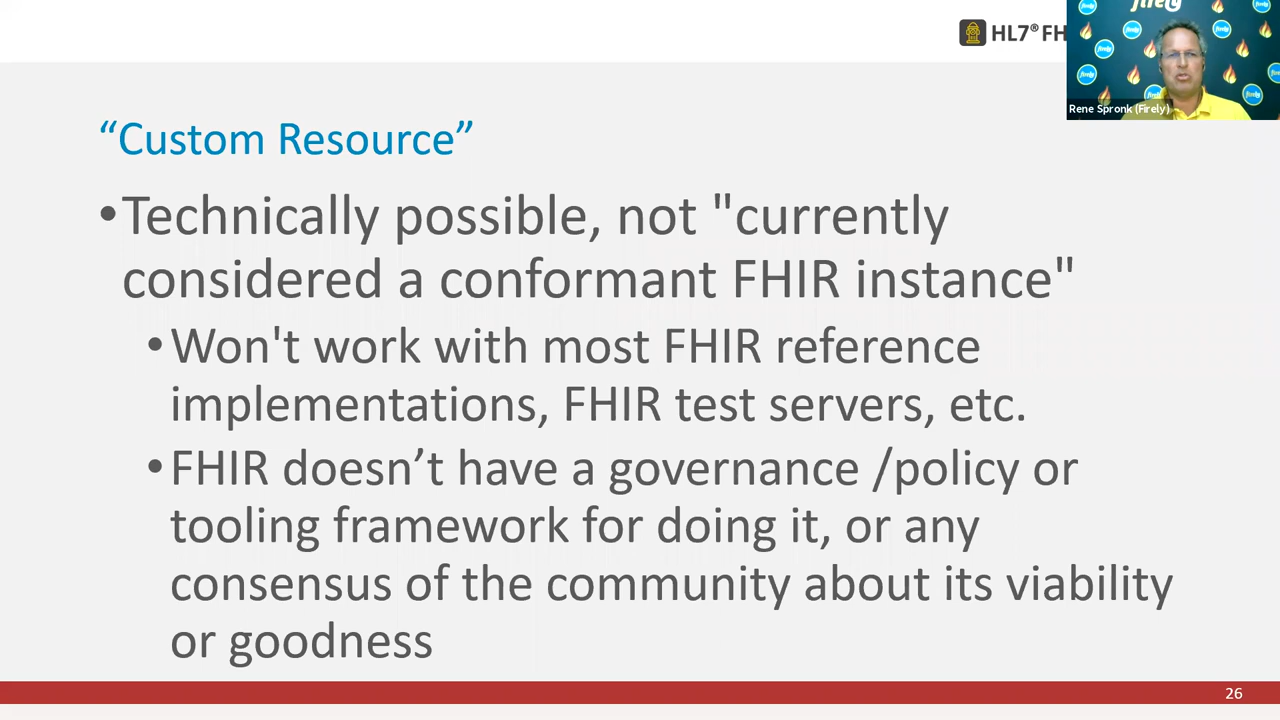 HL7® FH
firely
Rene Spronk (Firely)
“Custom Resource”
•Technically possible, not "currently
considered a conformant FHIR instance"
•Won't work with most FHIR reference
implementations, FHIR test servers, etc.
•FHIR doesn’t have a governance /policy or
tooling framework for doing it, or any
consensus of the community about its viability
or goodness
26